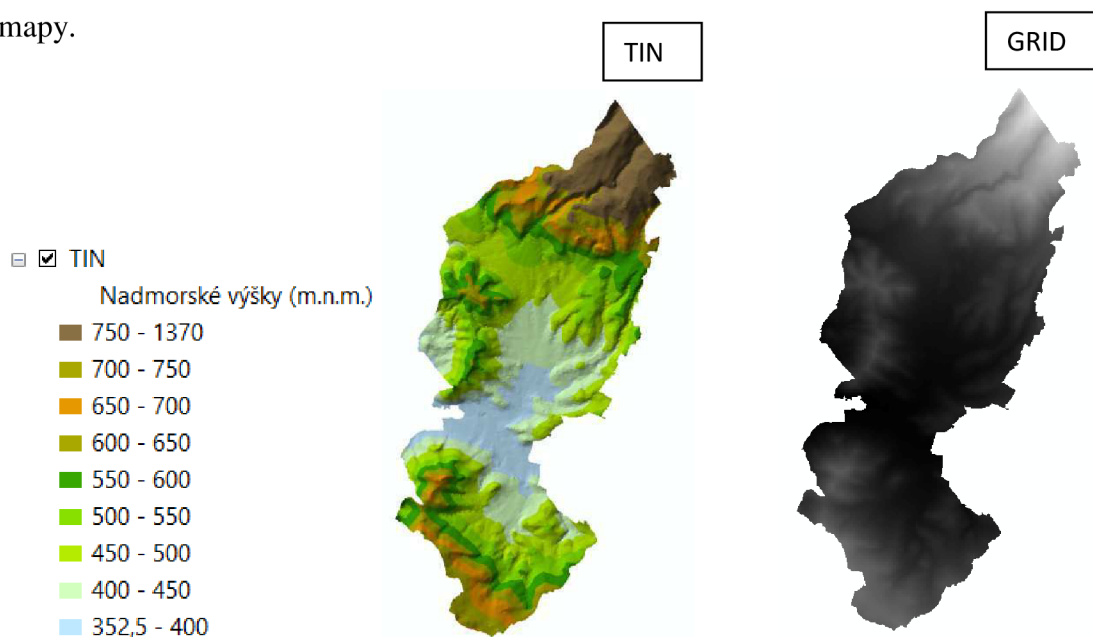 mapy.
TIN
GRID
TIN
Nadmorské výšky (m.n.m.)
750 - 1370
700 - 750
650 - 700
600 - 650
550 - 600
500 - 550
450 - 500
400 - 450
352,5 - 400